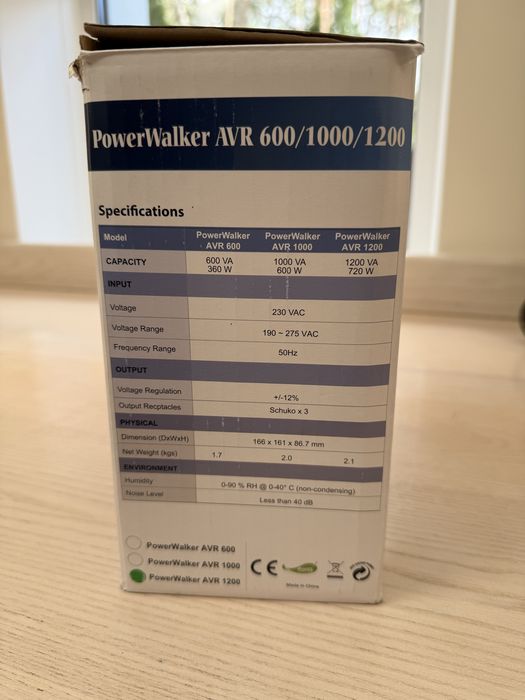 PowerWalker AVR 600/1000/1200
Specifications
Model PowerWalker AVR 600 PowerWalker AVR 1000 PowerWalker AVR 1200
CAPACITY 600 VA 360 W 1000 VA 600 W 1200 VA 720 W
INPUT
Voltage 230 VAC
Voltage Range 190 ~ 275 VAC
Frequency Range 50Hz
OUTPUT
Voltage Regulation +/-12%
Output Recptacles Schuko x 3
PHYSICAL
Dimension (DxWxH) 166 x 161 x 86.7 mm
Net Weight (kgs) 1.7 2.0 2.1
ENVIRONMENT
Humidity 0-90 % RH @ 0-40° C (non-condensing)
Noise Level Less than 40 dB
PowerWalker AVR 600
PowerWalker AVR 1000
PowerWalker AVR 1200
CE RoHS
Made in China